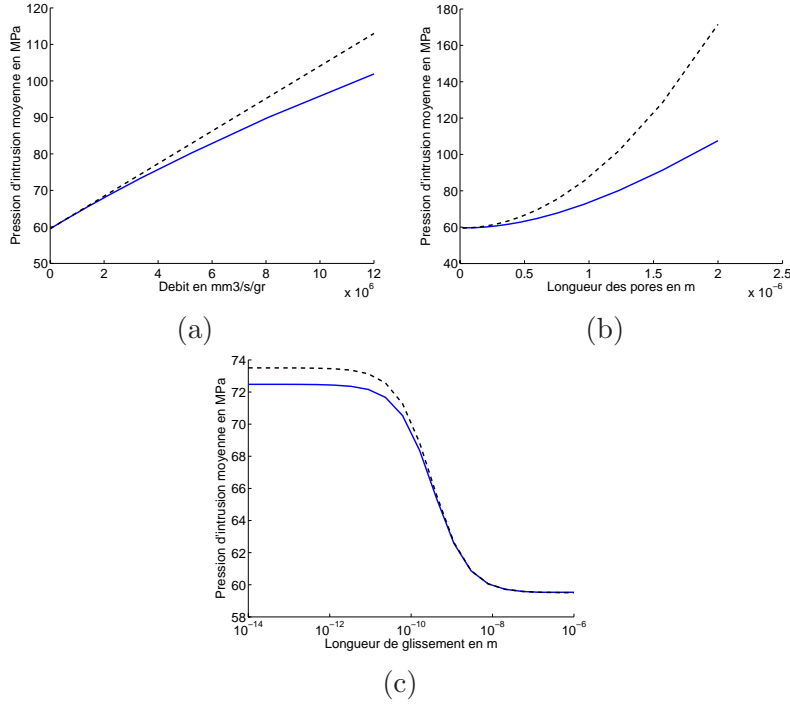 120
110
100
90
80
70
60
50
Pression d'intrusion moyenne en MPa
0 2 4 6 8 10 12
Debit en mm3/s/gr
x 10^6
(a)
180
160
140
120
100
80
60
40
Pression d'intrusion moyenne en MPa
0 0.5 1 1.5 2 2.5
Longueur des pores en m
x 10^-6
(b)
74
72
70
68
66
64
62
60
58
Pression d'intrusion moyenne en MPa
10^-14 10^-12 10^-10 10^-8 10^-6
Longueur de glissement en m
(c)